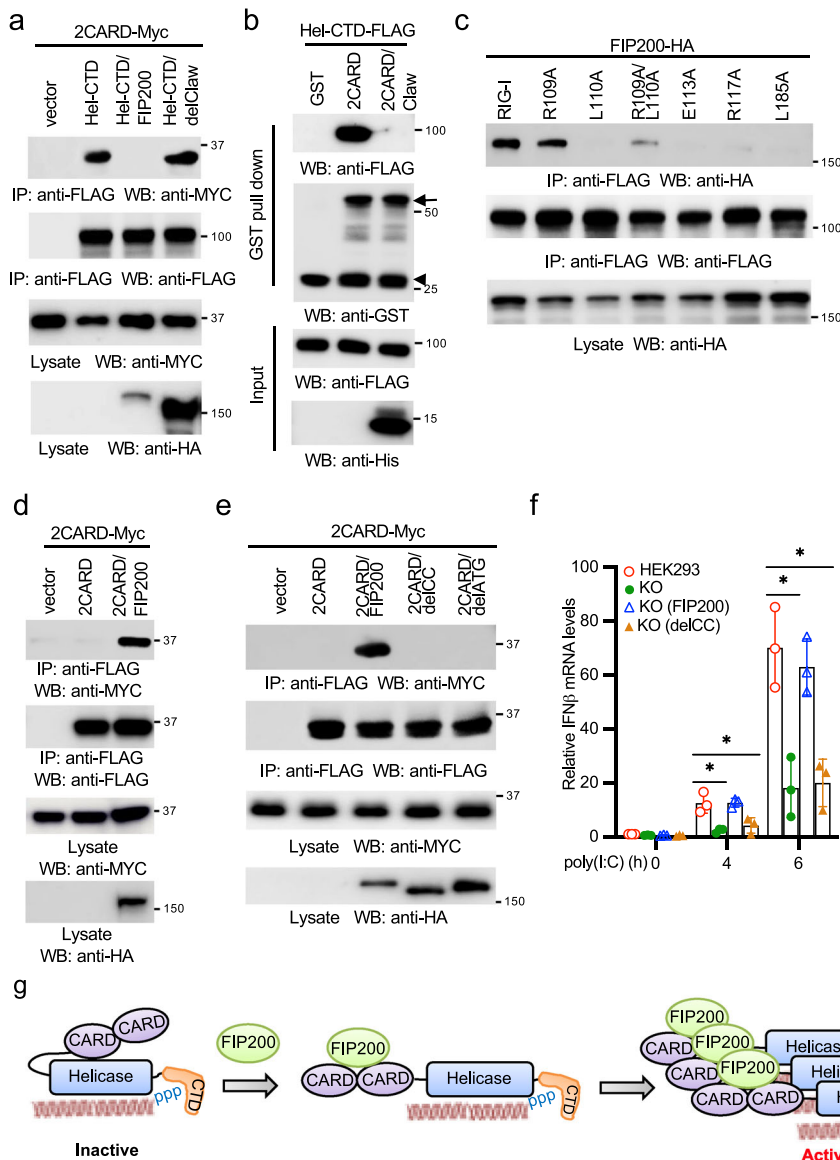 a
2CARD-Myc
vector
Hel-CTD
Hel-CTD/
FIP200
Hel-CTD/
delClaw
37
IP: anti-FLAG WB: anti-MYC
100
IP: anti-FLAG WB: anti-FLAG
37
Lysate WB: anti-MYC
150
Lysate WB: anti-HA
b
Hel-CTD-FLAG
GST
2CARD
2CARD/
Claw
GST pull down
100
WB: anti-FLAG
50
25
WB: anti-GST
Input
100
WB: anti-FLAG
15
WB: anti-His
c
FIP200-HA
RIG-I
R109A
L110A
R109A/
L110A
E113A
R117A
L185A
150
IP: anti-FLAG WB: anti-HA
100
IP: anti-FLAG WB: anti-FLAG
150
Lysate WB: anti-HA
d
2CARD-Myc
vector
2CARD
2CARD/
FIP200
37
IP: anti-FLAG
WB: anti-MYC
37
IP: anti-FLAG
WB: anti-FLAG
37
Lysate
WB: anti-MYC
150
Lysate
WB: anti-HA
e
2CARD-Myc
vector
2CARD
2CARD/
FIP200
2CARD/
delCC
2CARD/
delATG
37
IP: anti-FLAG WB: anti-MYC
37
IP: anti-FLAG WB: anti-FLAG
37
Lysate WB: anti-MYC
150
Lysate WB: anti-HA
f
Relative IFNβ mRNA levels
100
80
60
40
20
0
HEK293
KO
KO (FIP200)
KO (delCC)
*
*
*
*
poly(I:C) (h) 0 4 6
g
CARD
CARD
Helicase
ppp
CTD
Inactive
FIP200
FIP200
CARD
CARD
Helicase
ppp
CTD
FIP200
CARD
FIP200
Helicas
CARD
FIP200
Heli
CARD
CARD
H
Activ